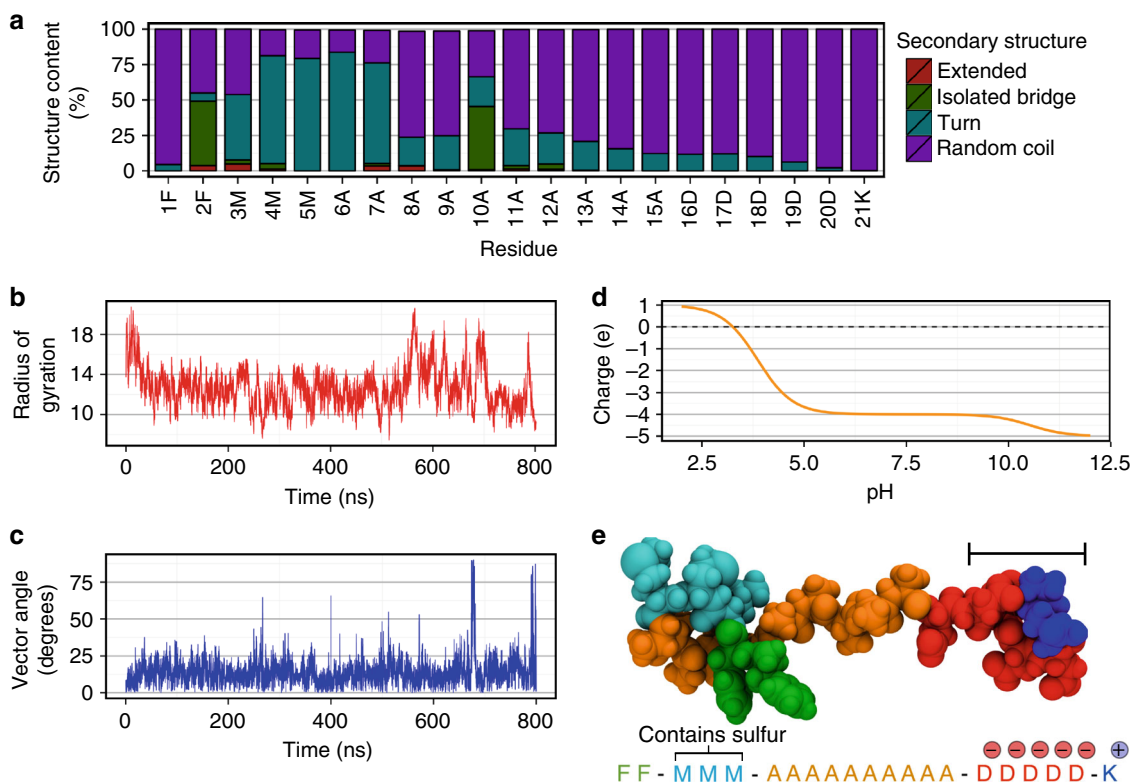 a
Structure content
(%)
100
75
50
25
0
1F 2F 3M 4M 5M 6A 7A 8A 9A 10A 11A 12A 13A 14A 15A 16D 17D 18D 19D 20D 21K
Residue
Secondary structure
Extended
Isolated bridge
Turn
Random coil
b
Radius of
gyration
18
14
10
0 200 400 600 800
Time (ns)
d
Charge (e)
1
0
−1
−2
−3
−4
−5
2.5 5.0 7.5 10.0 12.5
pH
c
Vector angle
(degrees)
75
50
25
0
0 200 400 600 800
Time (ns)
e
Contains sulfur
− − − − − +
F F - M M M - A A A A A A A A A A - D D D D D - K